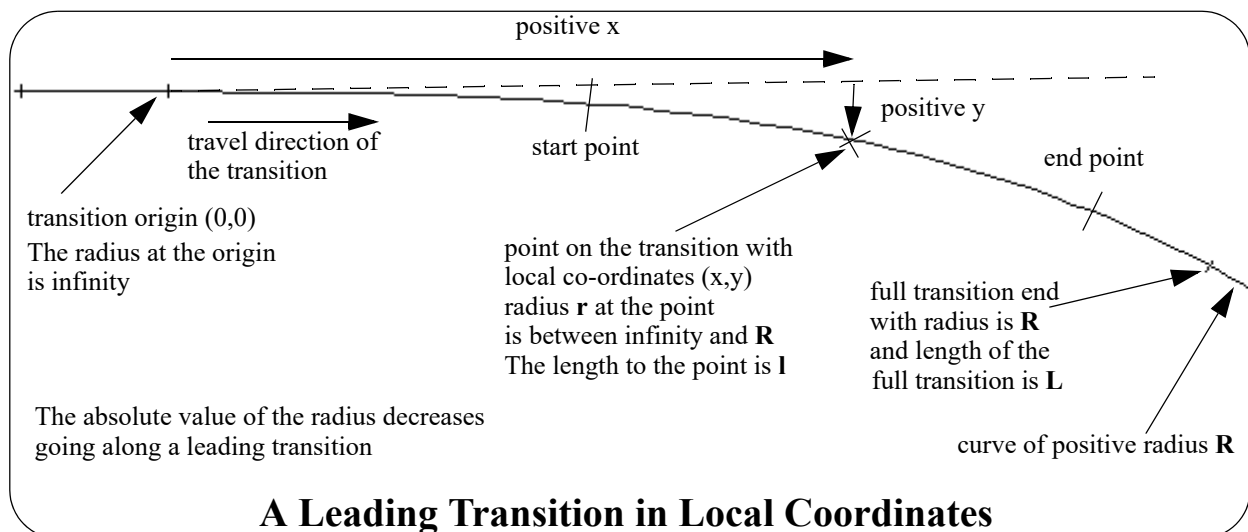 positive x
positive y
travel direction of
the transition
start point
end point
transition origin (0,0)
The radius at the origin
is infinity
point on the transition with
local co-ordinates (x,y)
radius r at the point
is between infinity and R
The length to the point is l
full transition end
with radius is R
and length of the
full transition is L
The absolute value of the radius decreases
going along a leading transition
curve of positive radius R
A Leading Transition in Local Coordinates